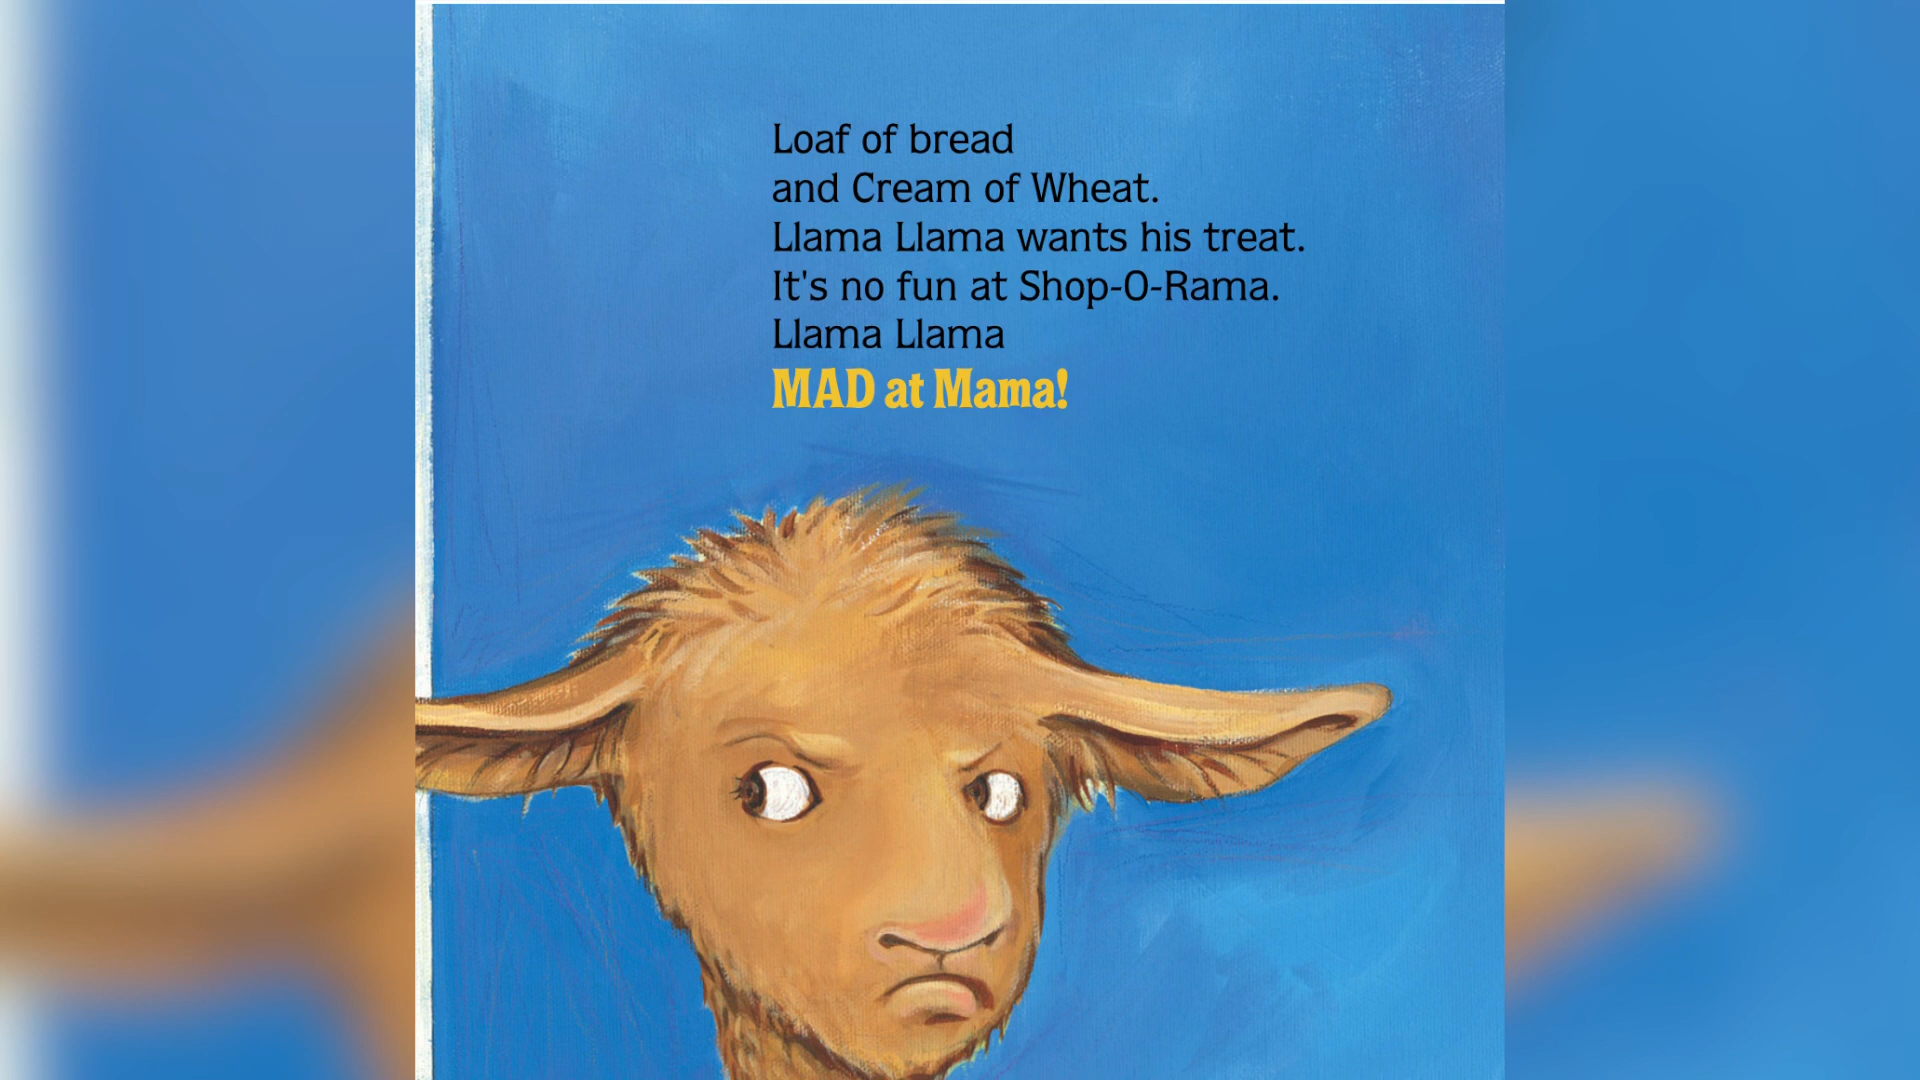 Loaf of bread
and Cream of Wheat.
Llama Llama wants his treat.
It's no fun at Shop-O-Rama.
Llama Llama
MAD at Mama!